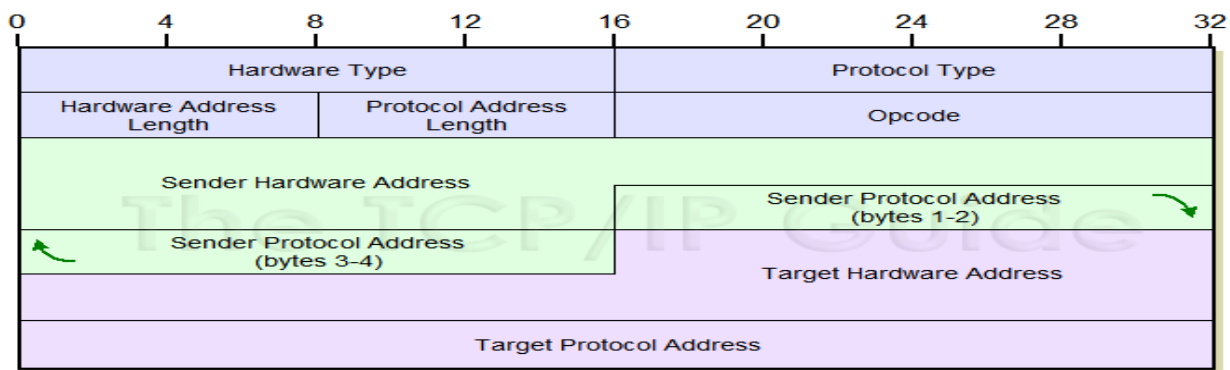 0 4 8 12 16 20 24 28 32
Hardware Type Protocol Type
Hardware Address Length Protocol Address Length Opcode
Sender Hardware Address
Sender Protocol Address
(bytes 1-2)
The TCP/IP Guide
Sender Protocol Address
(bytes 3-4)
Target Hardware Address
Target Protocol Address